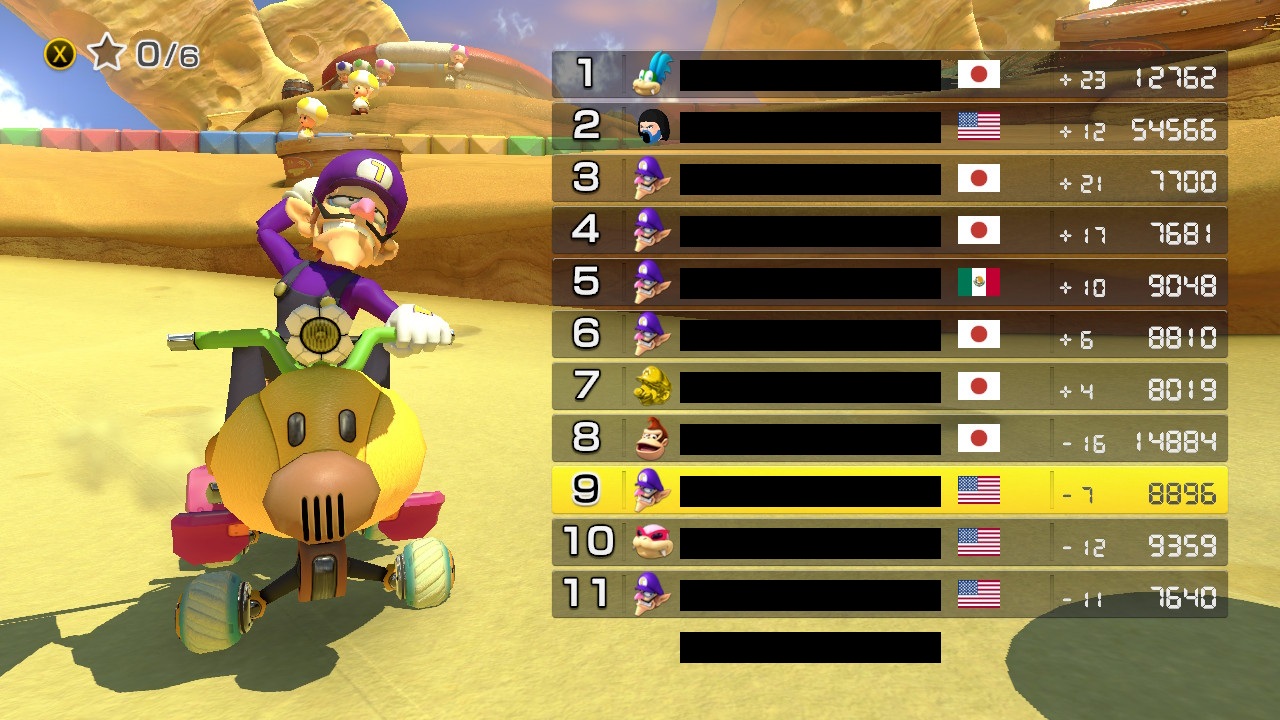 X 0/6
1 + 23 12762
2 + 12 54566
3 + 21 7700
4 + 17 7681
5 + 10 9048
6 + 6 8810
7 + 4 8019
8 - 16 14884
9 - 7 8896
10 - 12 9359
11 - 11 7640